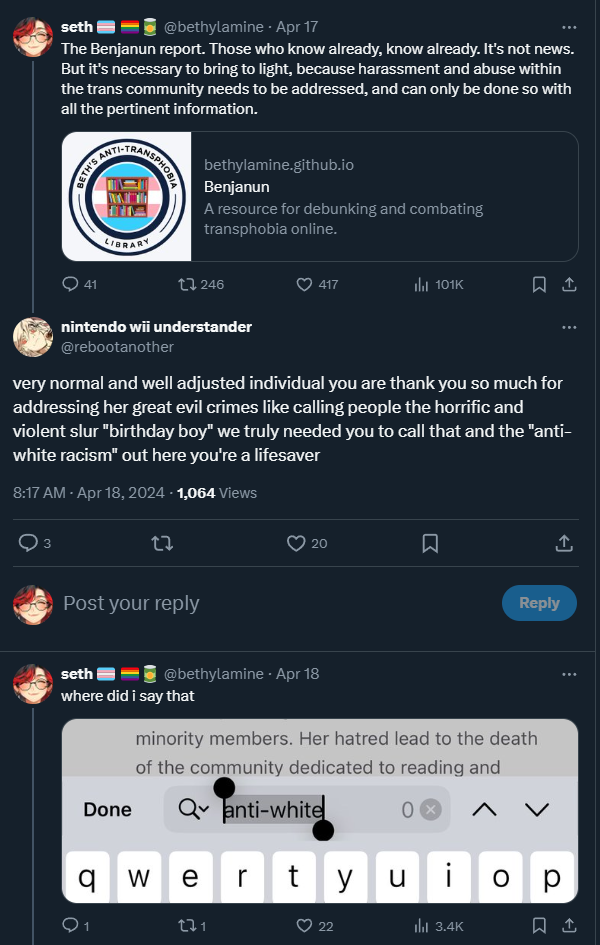 seth 🏳️‍⚧️ 🏳️‍🌈 🥫 @bethylamine · Apr 17
The Benjanun report. Those who know already, know already. It's not news.
But it's necessary to bring to light, because harassment and abuse within
the trans community needs to be addressed, and can only be done so with
all the pertinent information.
BETH'S ANTI-TRANSPHOBIA
LIBRARY
bethylamine.github.io
Benjanun
A resource for debunking and combating
transphobia online.
41 246 417 101K
nintendo wii understander
@rebootanother
very normal and well adjusted individual you are thank you so much for
addressing her great evil crimes like calling people the horrific and
violent slur "birthday boy" we truly needed you to call that and the "anti-
white racism" out here you're a lifesaver
8:17 AM · Apr 18, 2024 · 1,064 Views
3 20
Post your reply
Reply
seth 🏳️‍⚧️ 🏳️‍🌈 🥫 @bethylamine · Apr 18
where did i say that
minority members. Her hatred lead to the death
of the community dedicated to reading and
Done anti-white 0
q w e r t y u i o p
1 1 22 3.4K